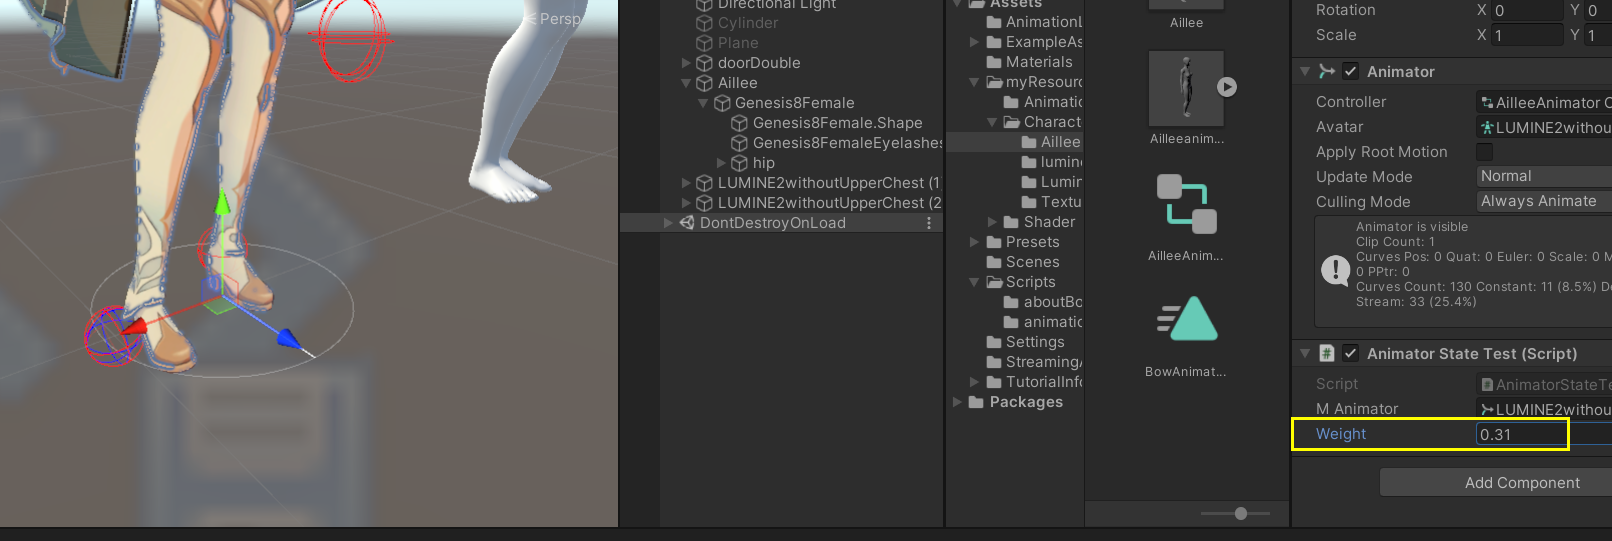 Persp
Directional Light
Cylinder
Plane
doorDouble
Aillee
Genesis8Female
Genesis8Female.Shape
Genesis8FemaleEyelashes
hip
LUMINE2withoutUpperChest (1)
LUMINE2withoutUpperChest (2
DontDestroyOnLoad
Assets
AnimationL
ExampleAs
Materials
myResourc
Animatic
Charact
Aillee
lumine
Lumin
Textu
Shader
Presets
Scenes
Scripts
aboutBo
animatic
Settings
StreamingA
TutorialInfo
Packages
Aillee
Ailleeanim...
AilleeAnim...
BowAnimat...
Rotation X 0 Y 0
Scale X 1 Y 1
Animator
Controller AilleeAnimator C
Avatar LUMINE2withou
Apply Root Motion
Update Mode Normal
Culling Mode Always Animate
Animator is visible
Clip Count: 1
Curves Pos: 0 Quat: 0 Euler: 0 Scale: 0 M
0 PPtr: 0
Curves Count: 130 Constant: 11 (8.5%) De
Stream: 33 (25.4%)
Animator State Test (Script)
Script AnimatorStateTe
M Animator LUMINE2withou
Weight 0.31
Add Component